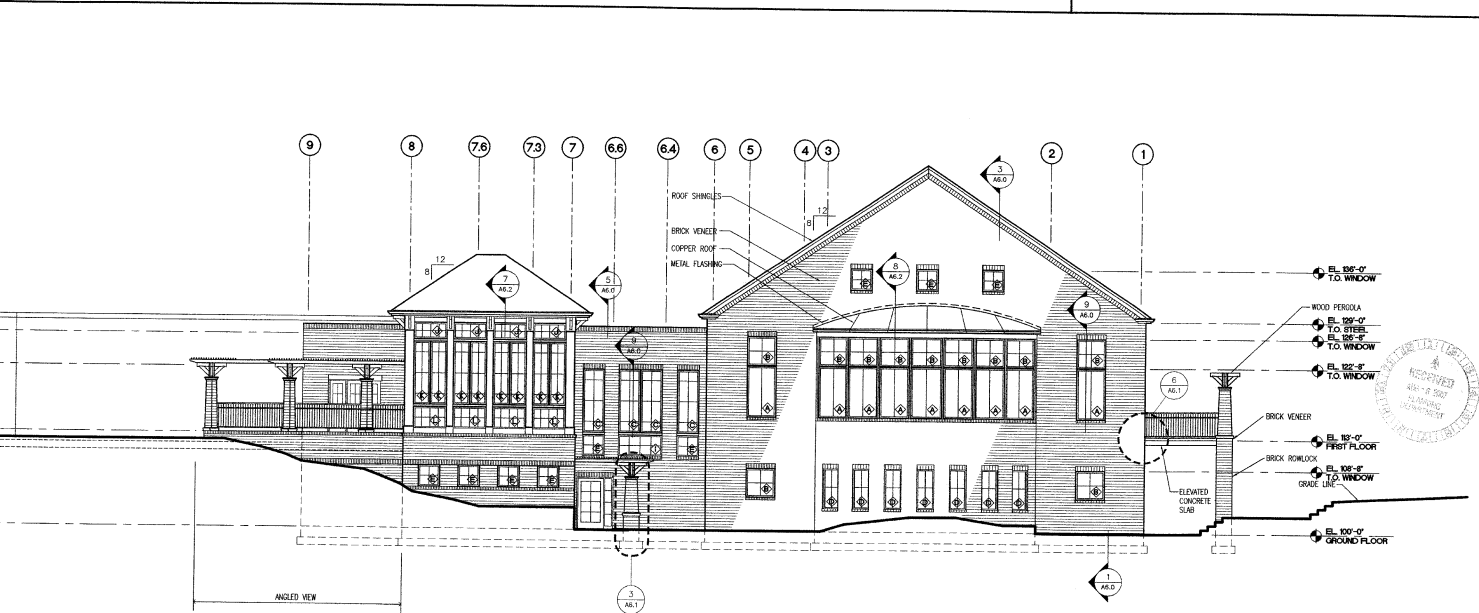 9
8
7.6
7.3
7
6.6
6.4
6
5
4
3
2
1
3
A6.0
ROOF SHINGLES
12
8
BRICK VENEER
COPPER ROOF
METAL FLASHING
12
8
7
A6.2
5
A6.0
8
A6.2
E E E
9
A6.0
9
A6.0
EL. 136'-0"
T.O. WINDOW
WOOD PERGOLA
EL. 129'-0"
T.O. STEEL
EL. 126'-8"
T.O. WINDOW
EL. 122'-8"
T.O. WINDOW
J J J J
B B B B B B B B B
A A A A A A A A A
6
A6.1
RECEIVED
BRICK VENEER
EL. 113'-0"
FIRST FLOOR
BRICK ROWLOCK
EL. 108'-8"
T.O. WINDOW
GRADE LINE
E E E E
B D D D D D D D B
ELEVATED
CONCRETE
SLAB
EL. 100'-0"
GROUND FLOOR
1
A6.0
3
A6.1
ANGLED VIEW